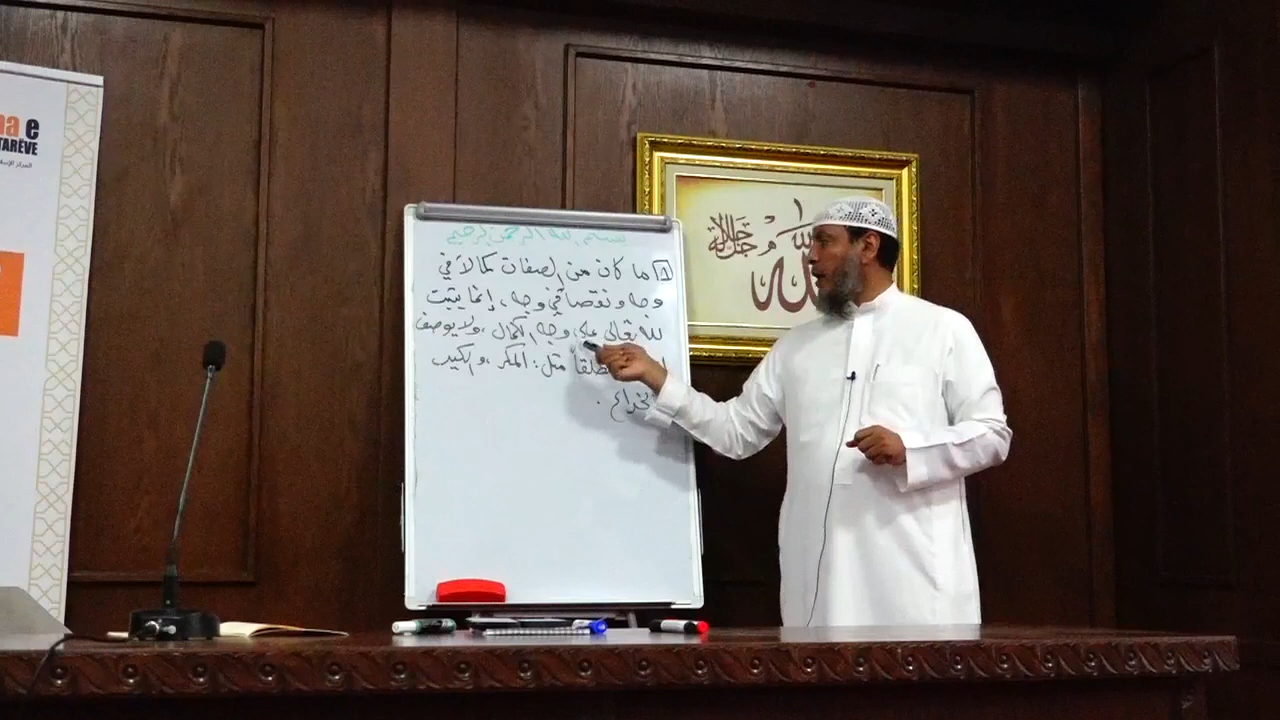 e
TARËVE
بسم الله الرحمن الرحيم
ما كان من الصفات كمالاً في
وجه ونقصاً في وجه، إنما يثبت
لله تعالى على وجه الكمال، ولا يوصف
مطلقاً مثل: المكر، والكيد
الخداع.
الله جل جلاله